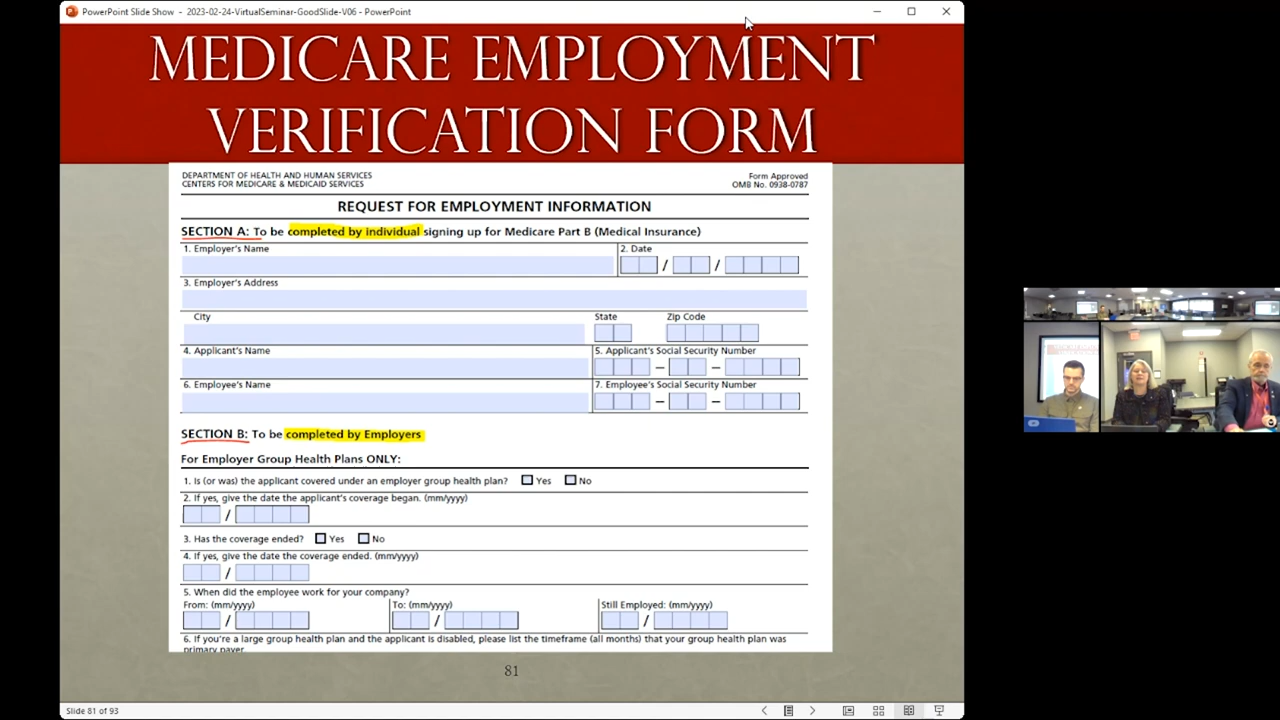 PowerPoint Slide Show - 2023-02-24-VirtualSeminar-GoodSlide-V06 - PowerPoint
MEDICARE EMPLOYMENT
VERIFICATION FORM
DEPARTMENT OF HEALTH AND HUMAN SERVICES
CENTERS FOR MEDICARE & MEDICAID SERVICES
Form Approved
OMB No. 0938-0787
REQUEST FOR EMPLOYMENT INFORMATION
SECTION A: To be completed by individual signing up for Medicare Part B (Medical Insurance)
1. Employer's Name
2. Date
/ /
3. Employer's Address
City
State
Zip Code
4. Applicant's Name
5. Applicant's Social Security Number
– –
6. Employee's Name
7. Employee's Social Security Number
– –
SECTION B: To be completed by Employers
For Employer Group Health Plans ONLY:
1. Is (or was) the applicant covered under an employer group health plan? Yes No
2. If yes, give the date the applicant's coverage began. (mm/yyyy)
/
3. Has the coverage ended? Yes No
4. If yes, give the date the coverage ended. (mm/yyyy)
/
5. When did the employee work for your company?
From: (mm/yyyy) To: (mm/yyyy) Still Employed: (mm/yyyy)
/ / /
6. If you're a large group health plan and the applicant is disabled, please list the timeframe (all months) that your group health plan was
primary payer.
81
Slide 81 of 93